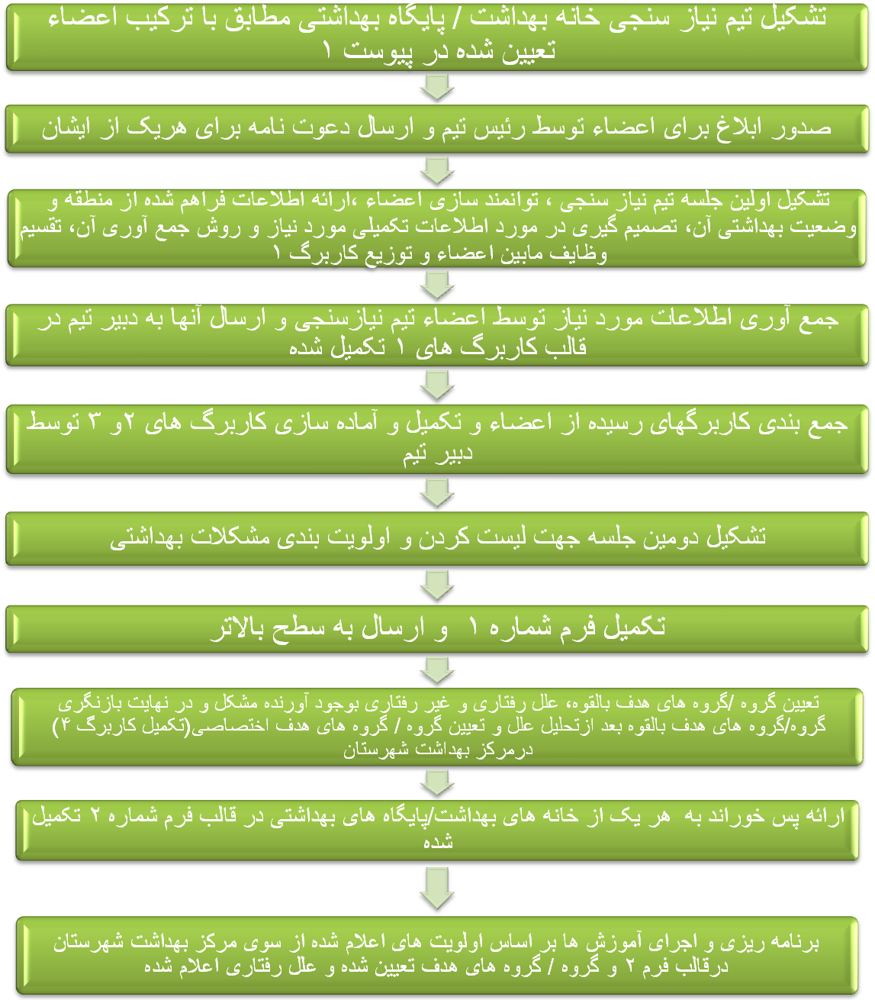 تشکیل تیم نیاز سنجی خانه بهداشت / پایگاه بهداشتی مطابق با ترکیب اعضاء
تعیین شده در پیوست ۱
صدور ابلاغ برای اعضاء توسط رئیس تیم و ارسال دعوت نامه برای هریک از ایشان
تشکیل اولین جلسه تیم نیاز سنجی ، توانمند سازی اعضاء ،ارائه اطلاعات فراهم شده از منطقه و
وضعیت بهداشتی آن، تصمیم گیری در مورد اطلاعات تکمیلی مورد نیاز و روش جمع آوری آن، تقسیم
وظایف مابین اعضاء و توزیع کاربرگ ۱
جمع آوری اطلاعات مورد نیاز توسط اعضاء تیم نیازسنجی و ارسال آنها به دبیر تیم در
قالب کاربرگ های ۱ تکمیل شده
جمع بندی کاربرگهای رسیده از اعضاء و تکمیل و آماده سازی کاربرگ های ۲و ۳ توسط
دبیر تیم
تشکیل دومین جلسه جهت لیست کردن و اولویت بندی مشکلات بهداشتی
تکمیل فرم شماره ۱ و ارسال به سطح بالاتر
تعیین گروه /گروه های هدف بالقوه، علل رفتاری و غیر رفتاری بوجود آورنده مشکل و در نهایت بازنگری
گروه/گروه های هدف بالقوه بعد ازتحلیل علل و تعیین گروه / گروه های هدف اختصاصی(تکمیل کاربرگ ۴)
درمرکز بهداشت شهرستان
ارائه پس خوراند به هر یک از خانه های بهداشت/پایگاه های بهداشتی در قالب فرم شماره ۲ تکمیل
شده
برنامه ریزی و اجرای آموزش ها بر اساس اولویت های اعلام شده از سوی مرکز بهداشت شهرستان
درقالب فرم ۲ و گروه / گروه های هدف تعیین شده و علل رفتاری اعلام شده